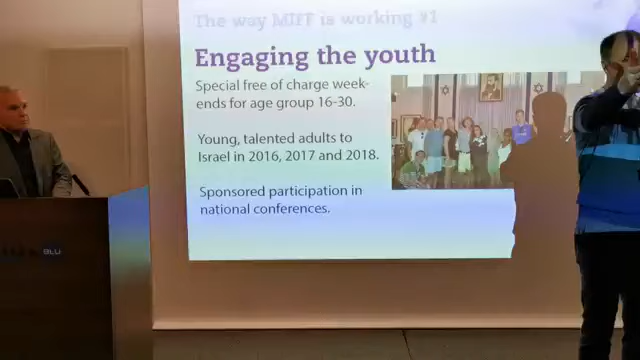 The way MIFF is working #1
Engaging the youth
Special free of charge week-
ends for age group 16-30.
Young, talented adults to
Israel in 2016, 2017 and 2018.
Sponsored participation in
national conferences.
BLU